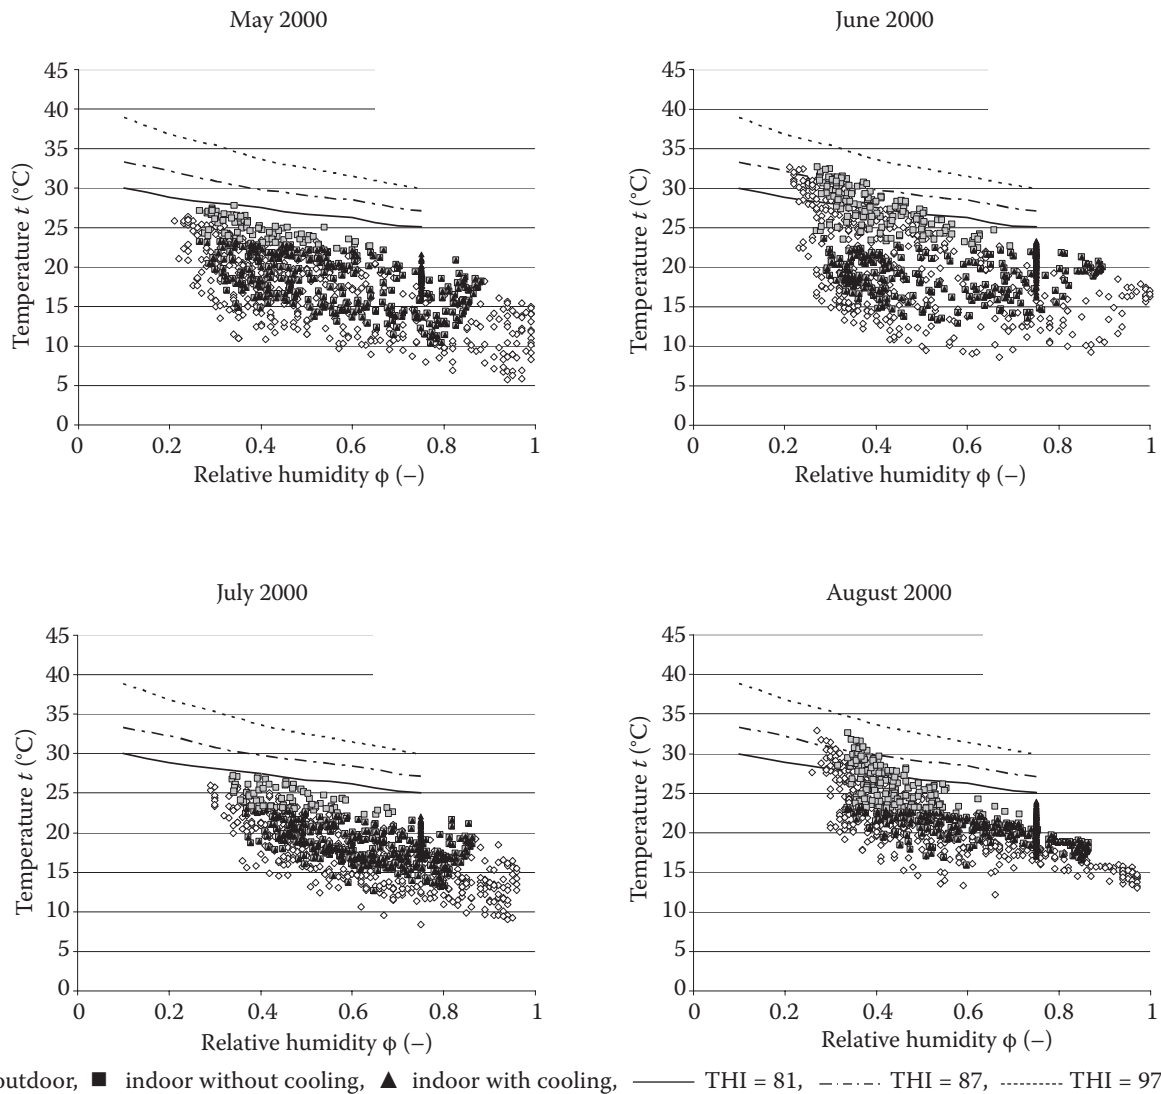 May 2000
45
40
35
30
25
20
15
10
5
0
0 0.2 0.4 0.6 0.8 1
Temperature t (°C)
Relative humidity ϕ (–)
June 2000
45
40
35
30
25
20
15
10
5
0
0 0.2 0.4 0.6 0.8 1
Temperature t (°C)
Relative humidity ϕ (–)
July 2000
45
40
35
30
25
20
15
10
5
0
0 0.2 0.4 0.6 0.8 1
Temperature t (°C)
Relative humidity ϕ (–)
August 2000
45
40
35
30
25
20
15
10
5
0
0 0.2 0.4 0.6 0.8 1
Temperature t (°C)
Relative humidity ϕ (–)
outdoor, indoor without cooling, indoor with cooling, THI = 81, THI = 87, THI = 97